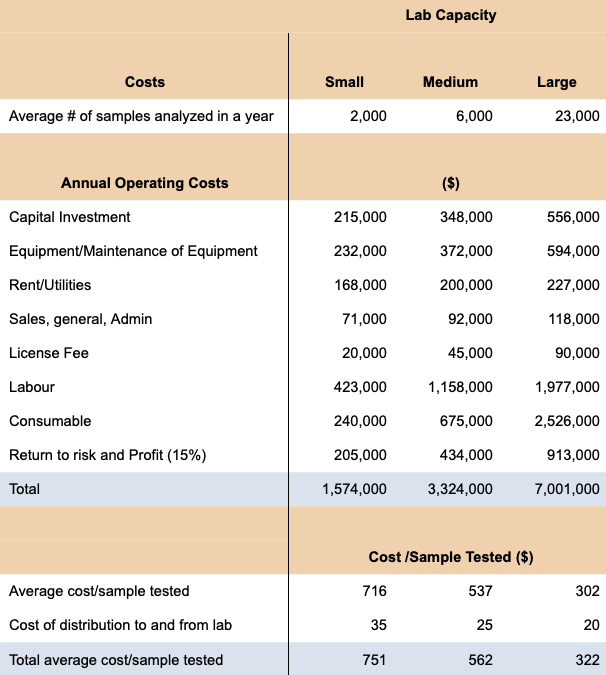 Lab Capacity
Costs Small Medium Large
Average # of samples analyzed in a year 2,000 6,000 23,000
Annual Operating Costs ($)
Capital Investment 215,000 348,000 556,000
Equipment/Maintenance of Equipment 232,000 372,000 594,000
Rent/Utilities 168,000 200,000 227,000
Sales, general, Admin 71,000 92,000 118,000
License Fee 20,000 45,000 90,000
Labour 423,000 1,158,000 1,977,000
Consumable 240,000 675,000 2,526,000
Return to risk and Profit (15%) 205,000 434,000 913,000
Total 1,574,000 3,324,000 7,001,000
Cost /Sample Tested ($)
Average cost/sample tested 716 537 302
Cost of distribution to and from lab 35 25 20
Total average cost/sample tested 751 562 322